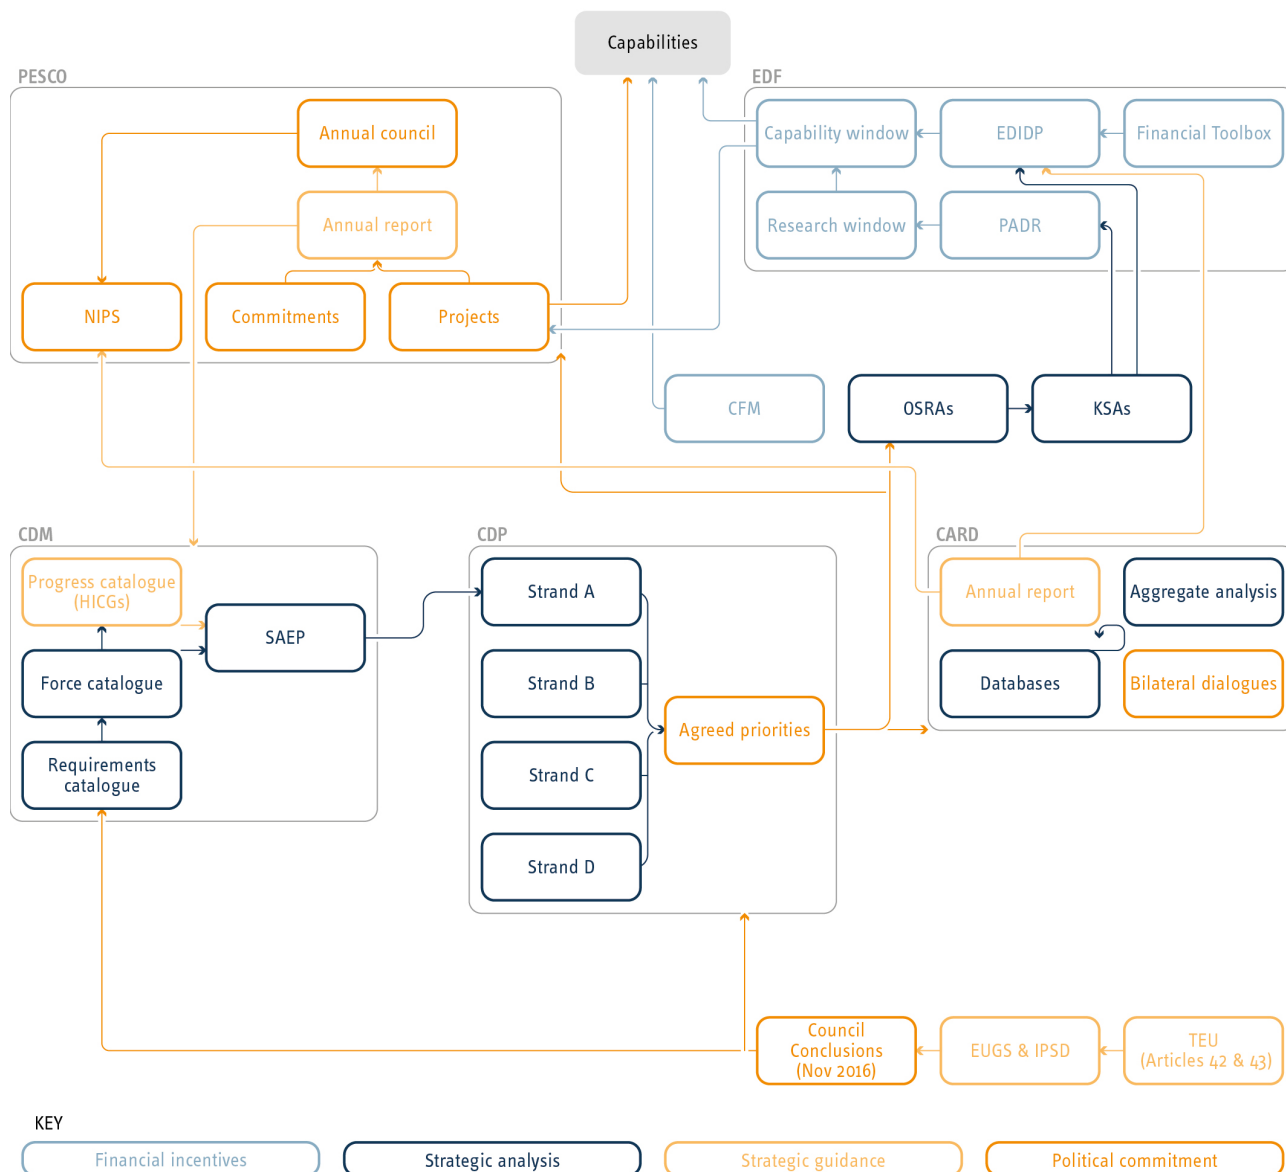 Capabilities
PESCO
EDF
Annual council
Capability window
EDIDP
Financial Toolbox
Annual report
Research window
PADR
NIPS
Commitments
Projects
CFM
OSRAs
KSAs
CDM
CDP
CARD
Progress catalogue
(HICGs)
SAEP
Strand A
Annual report
Aggregate analysis
Force catalogue
Strand B
Databases
Bilateral dialogues
Agreed priorities
Requirements
catalogue
Strand C
Strand D
Council
Conclusions
(Nov 2016)
EUGS & IPSD
TEU
(Articles 42 & 43)
KEY
Financial incentives
Strategic analysis
Strategic guidance
Political commitment